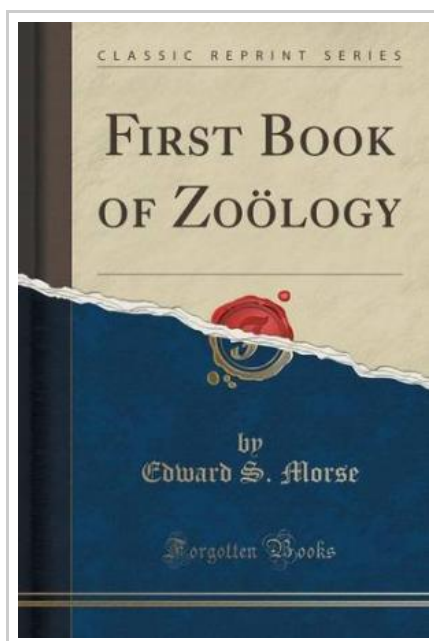 CLASSIC REPRINT SERIES
FIRST BOOK
OF ZOÖLOGY
F
by
Edward S. Morse
Forgotten Books